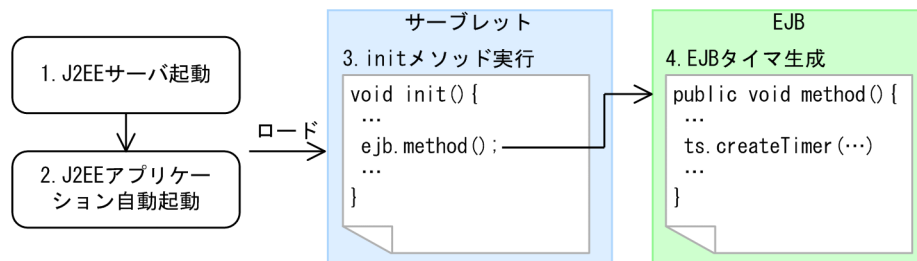 1.J2EEサーバ起動
2.J2EEアプリケー
ション自動起動
ロード
サーブレット
3.initメソッド実行
void init(){
…
ejb.method();
…
}
EJB
4.EJBタイマ生成
public void method(){
…
ts.createTimer(…)
…
}